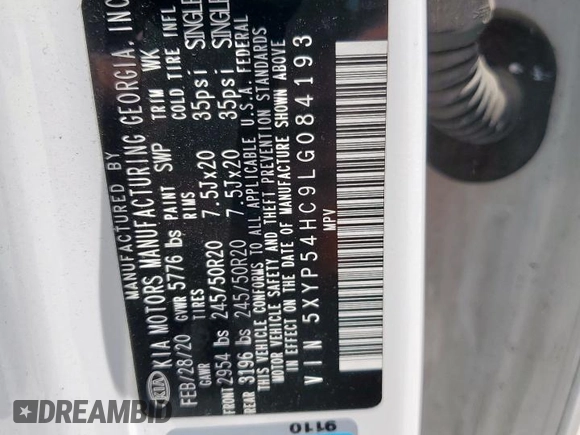 MANUFACTURED BY
KIA KIA MOTORS MANUFACTURING GEORGIA, INC
FEB/28/20 GVWR 5776 lbs PAINT SWP TRIM WK
GAWR TIRES RIMS COLD TIRE INFL
FRONT 2954 lbs 245/50R20 7.5Jx20 35psi SINGLE
REAR 3196 lbs 245/50R20 7.5Jx20 35psi SINGLE
THIS VEHICLE CONFORMS TO ALL APPLICABLE U.S.A. FEDERAL
MOTOR VEHICLE SAFETY AND THEFT PREVENTION STANDARDS
IN EFFECT ON THE DATE OF MANUFACTURE SHOWN ABOVE
VIN 5XYP54HC9LG084193
MPV
9110
DREAMBID